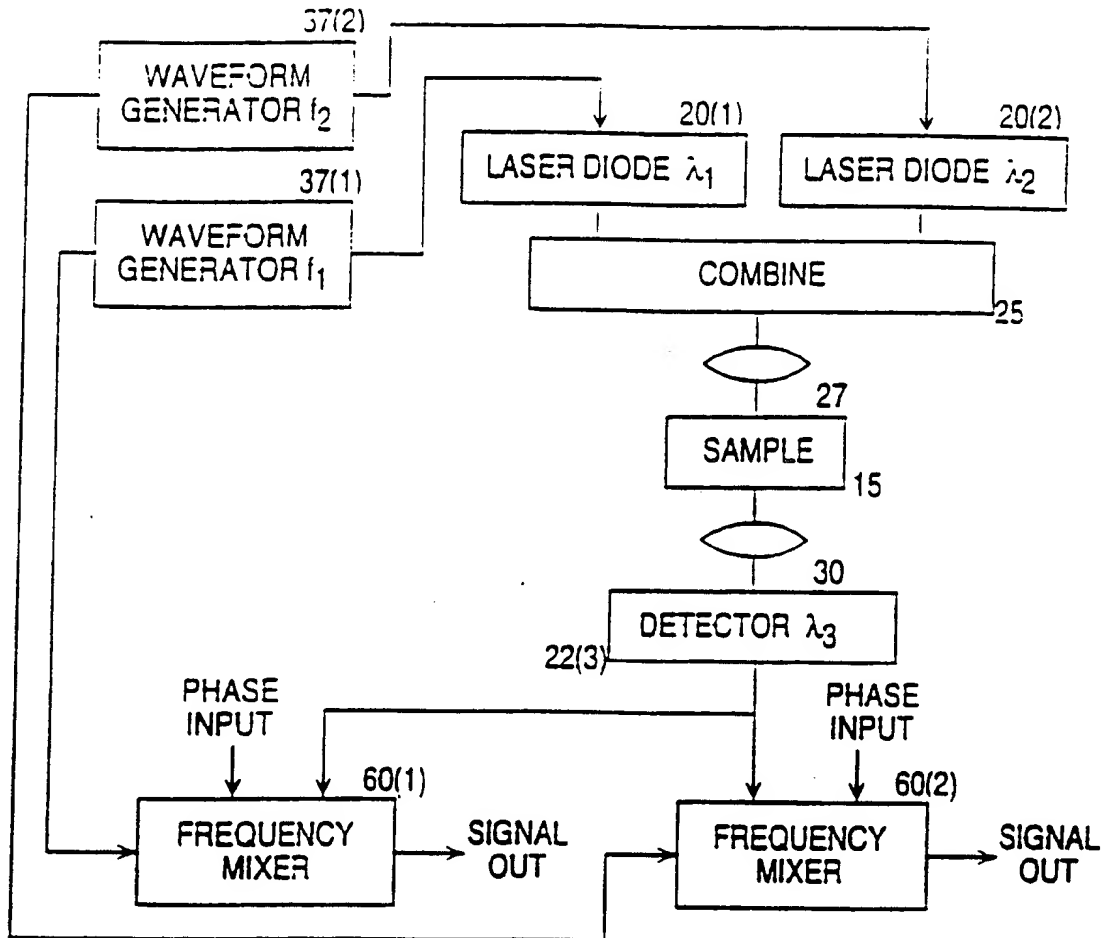 37(2)
WAVEFORM
GENERATOR f2
37(1)
WAVEFORM
GENERATOR f1
20(1)
LASER DIODE λ1
20(2)
LASER DIODE λ2
COMBINE
25
27
SAMPLE
15
30
DETECTOR λ3
22(3)
PHASE
INPUT
PHASE
INPUT
60(1)
FREQUENCY
MIXER
SIGNAL
OUT
60(2)
FREQUENCY
MIXER
SIGNAL
OUT